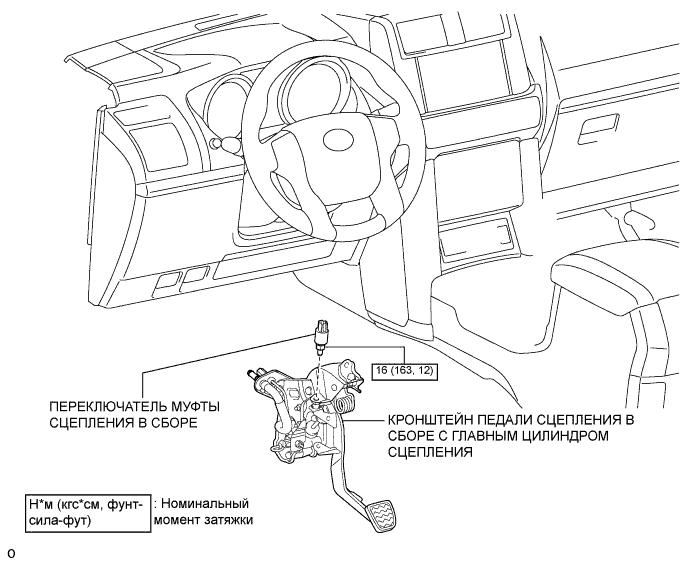 16 (163, 12)
ПЕРЕКЛЮЧАТЕЛЬ МУФТЫ
СЦЕПЛЕНИЯ В СБОРЕ
КРОНШТЕЙН ПЕДАЛИ СЦЕПЛЕНИЯ В
СБОРЕ С ГЛАВНЫМ ЦИЛИНДРОМ
СЦЕПЛЕНИЯ
Н*м (кгс*см, фунт-
сила-фут)
: Номинальный
момент затяжки
O